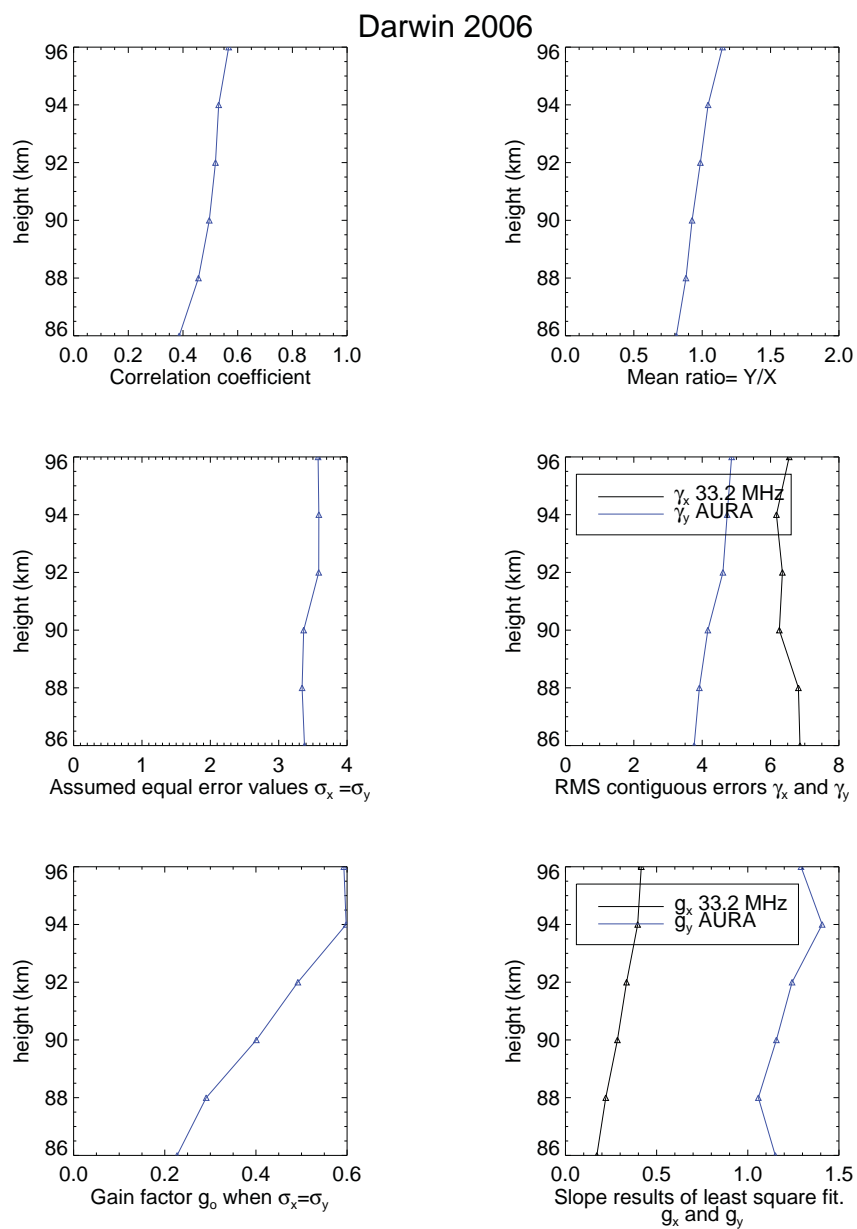 Darwin 2006
96
94
92
90
88
86
height (km)
0.0 0.2 0.4 0.6 0.8 1.0
Correlation coefficient
96
94
92
90
88
86
height (km)
0.0 0.5 1.0 1.5 2.0
Mean ratio= Y/X
96
94
92
90
88
86
height (km)
0 1 2 3 4
Assumed equal error values σx =σy
96
94
92
90
88
86
height (km)
γx 33.2 MHz
γy AURA
0 2 4 6 8
RMS contiguous errors γx and γy
96
94
92
90
88
86
height (km)
0.0 0.2 0.4 0.6
Gain factor go when σx=σy
96
94
92
90
88
86
height (km)
gx 33.2 MHz
gy AURA
0.0 0.5 1.0 1.5
Slope results of least square fit.
gx and gy